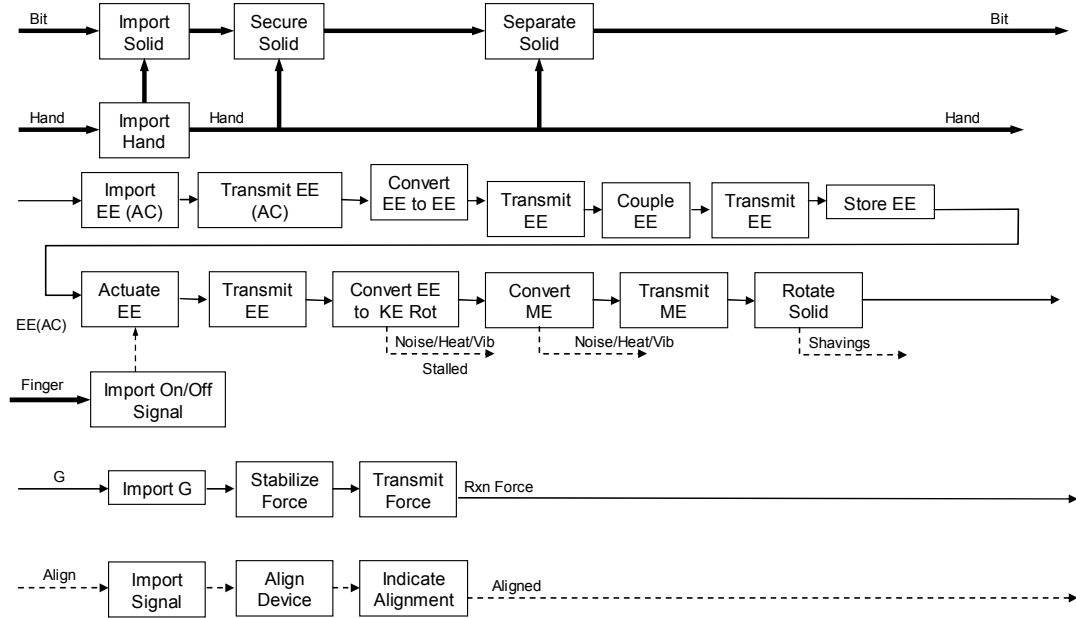 Bit
Import
Solid
Secure
Solid
Separate
Solid
Bit
Hand
Import
Hand
Hand
Hand
Import
EE (AC)
Transmit EE
(AC)
Convert
EE to EE
Transmit
EE
Couple
EE
Transmit
EE
Store EE
EE(AC)
Actuate
EE
Transmit
EE
Convert EE
to KE Rot
Convert
ME
Transmit
ME
Rotate
Solid
Noise/Heat/Vib
Stalled
Noise/Heat/Vib
Shavings
Finger
Import On/Off
Signal
G
Import G
Stabilize
Force
Transmit
Force
Rxn Force
Align
Import
Signal
Align
Device
Indicate
Alignment
Aligned